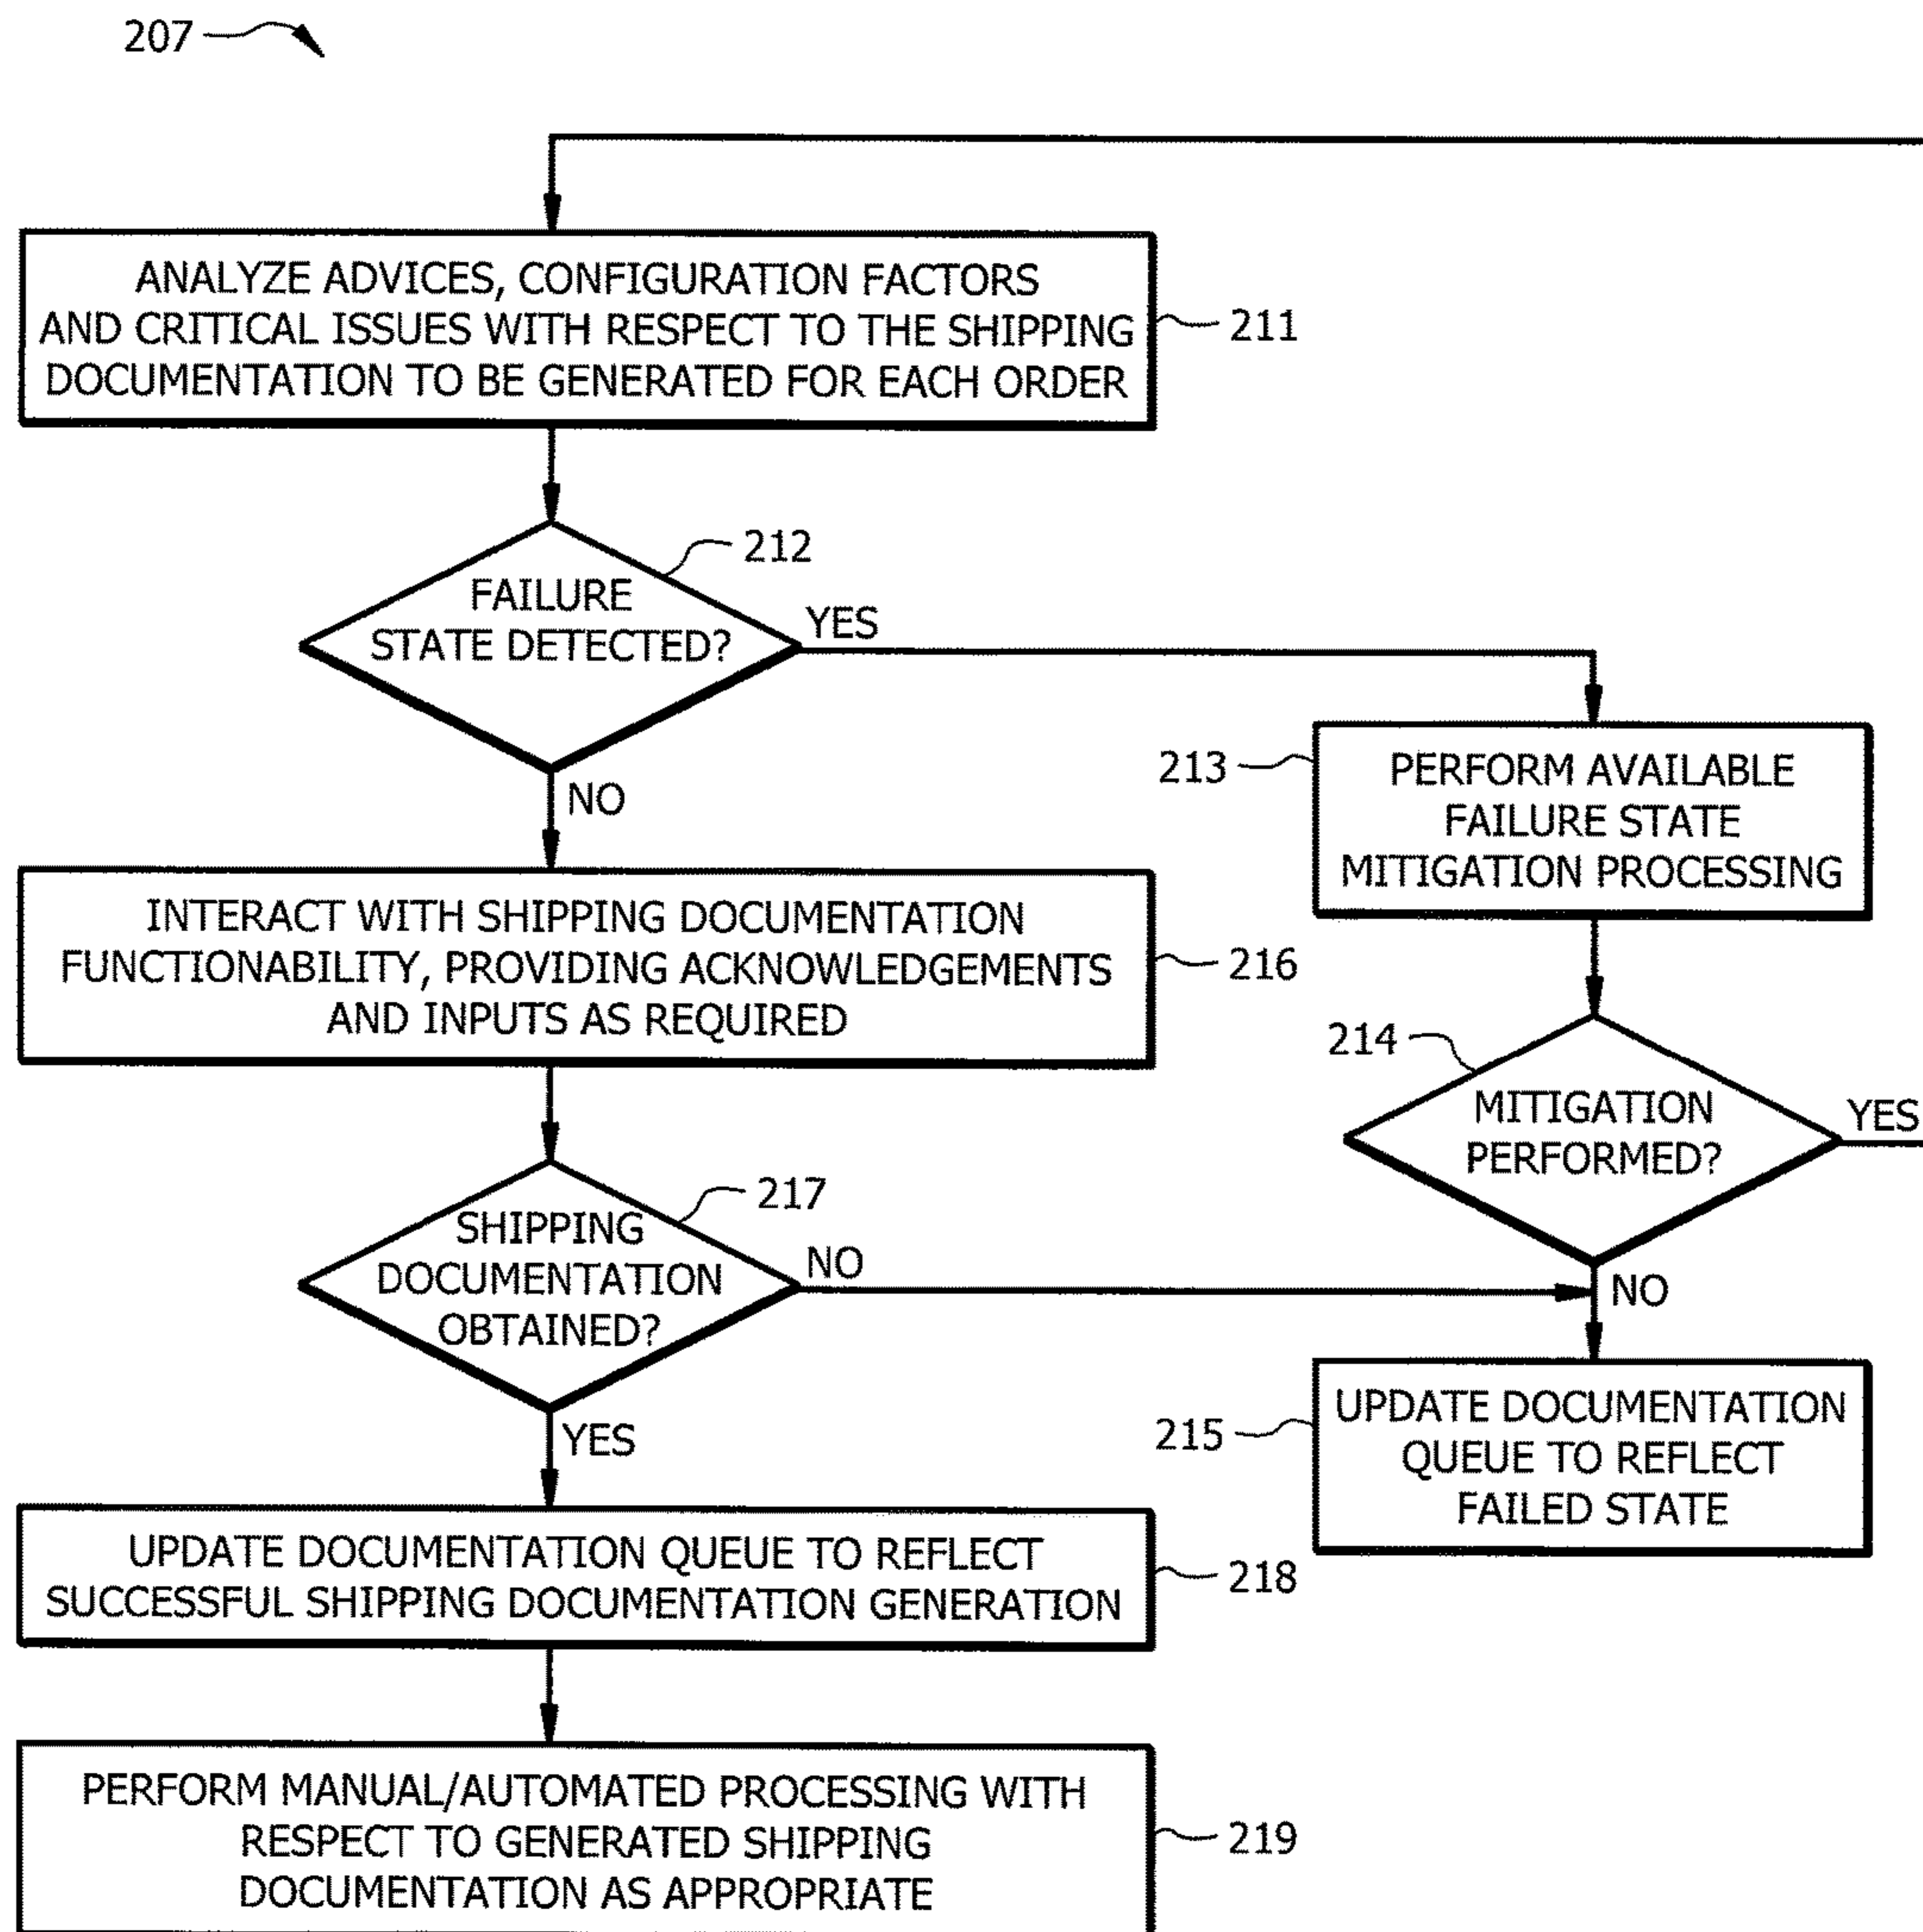 207
ANALYZE ADVICES, CONFIGURATION FACTORS
AND CRITICAL ISSUES WITH RESPECT TO THE SHIPPING
DOCUMENTATION TO BE GENERATED FOR EACH ORDER
211
212
FAILURE
STATE DETECTED?
YES
NO
213
PERFORM AVAILABLE
FAILURE STATE
MITIGATION PROCESSING
INTERACT WITH SHIPPING DOCUMENTATION
FUNCTIONABILITY, PROVIDING ACKNOWLEDGEMENTS
AND INPUTS AS REQUIRED
216
214
MITIGATION
PERFORMED?
YES
NO
217
SHIPPING
DOCUMENTATION
OBTAINED?
NO
YES
215
UPDATE DOCUMENTATION
QUEUE TO REFLECT
FAILED STATE
UPDATE DOCUMENTATION QUEUE TO REFLECT
SUCCESSFUL SHIPPING DOCUMENTATION GENERATION
218
PERFORM MANUAL/AUTOMATED PROCESSING WITH
RESPECT TO GENERATED SHIPPING
DOCUMENTATION AS APPROPRIATE
219